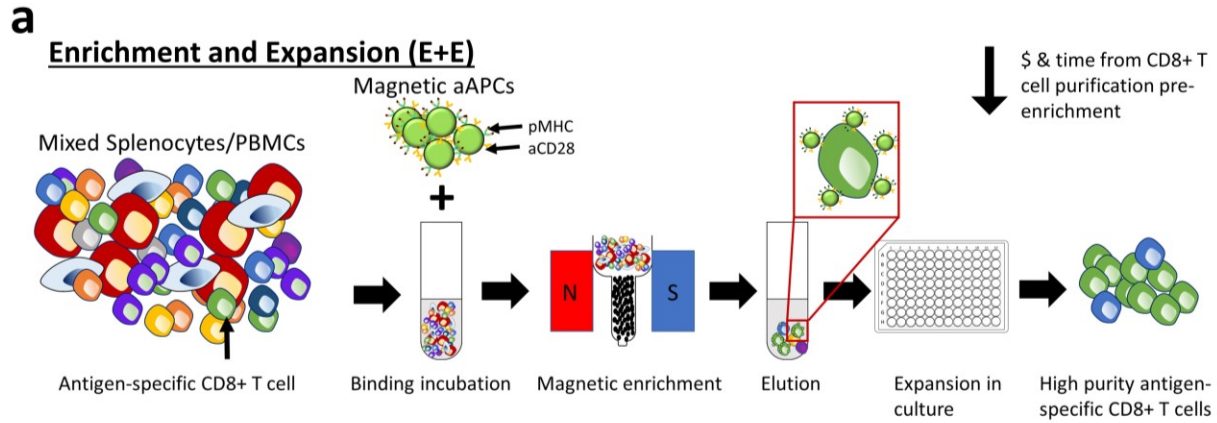 a
Enrichment and Expansion (E+E)
Magnetic aAPCs
pMHC
aCD28
$ & time from CD8+ T
cell purification pre-
enrichment
Mixed Splenocytes/PBMCs
+
N
S
Antigen-specific CD8+ T cell
Binding incubation
Magnetic enrichment
Elution
Expansion in
culture
High purity antigen-
specific CD8+ T cells